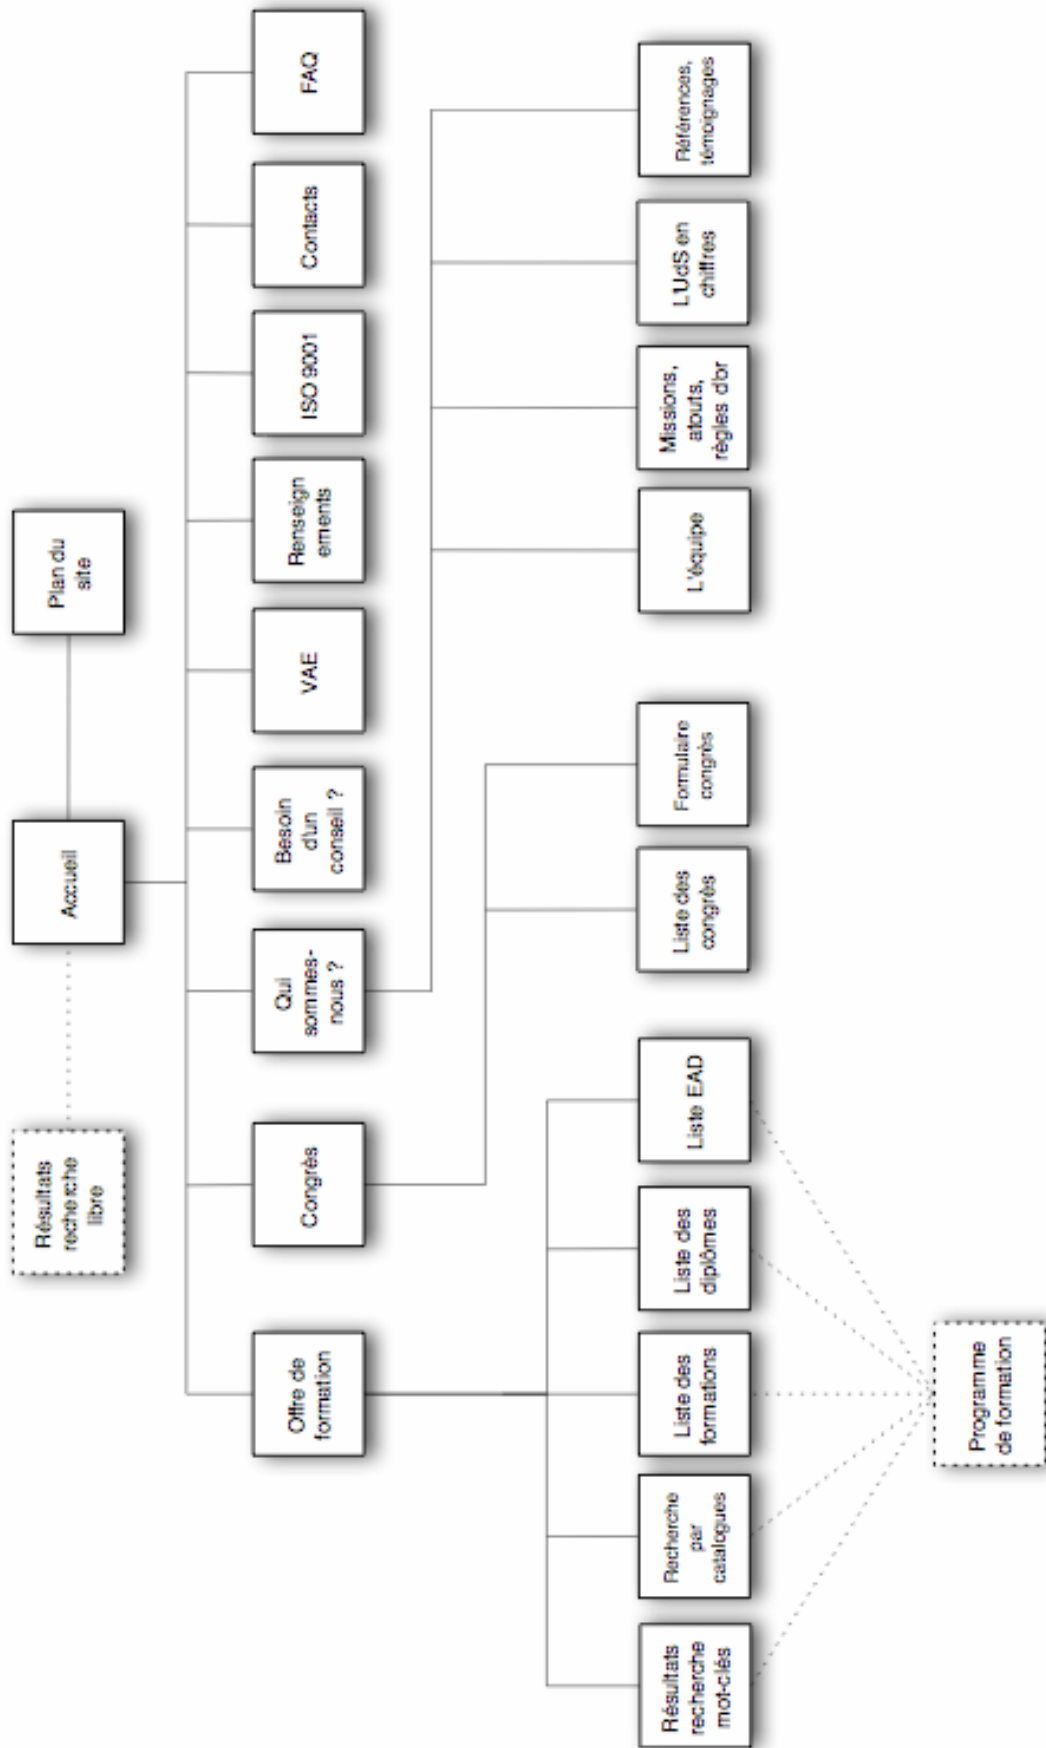 Résultats
recherche
libre
Accueil
Plan du
site
Offre de
formation
Congrès
Qui
sommes-
nous ?
Besoin
d'un
conseil ?
VAE
Renseign
ements
ISO 9001
Contacts
FAQ
Résultats
recherche
mot-clés
Recherche
par
catalogues
Liste des
formations
Liste des
diplômes
Liste EAD
Liste des
congrès
Formulaire
congrès
L'équipe
Missions,
atouts,
règles d'or
L'UdS en
chiffres
Références,
témoignages
Programme
de formation